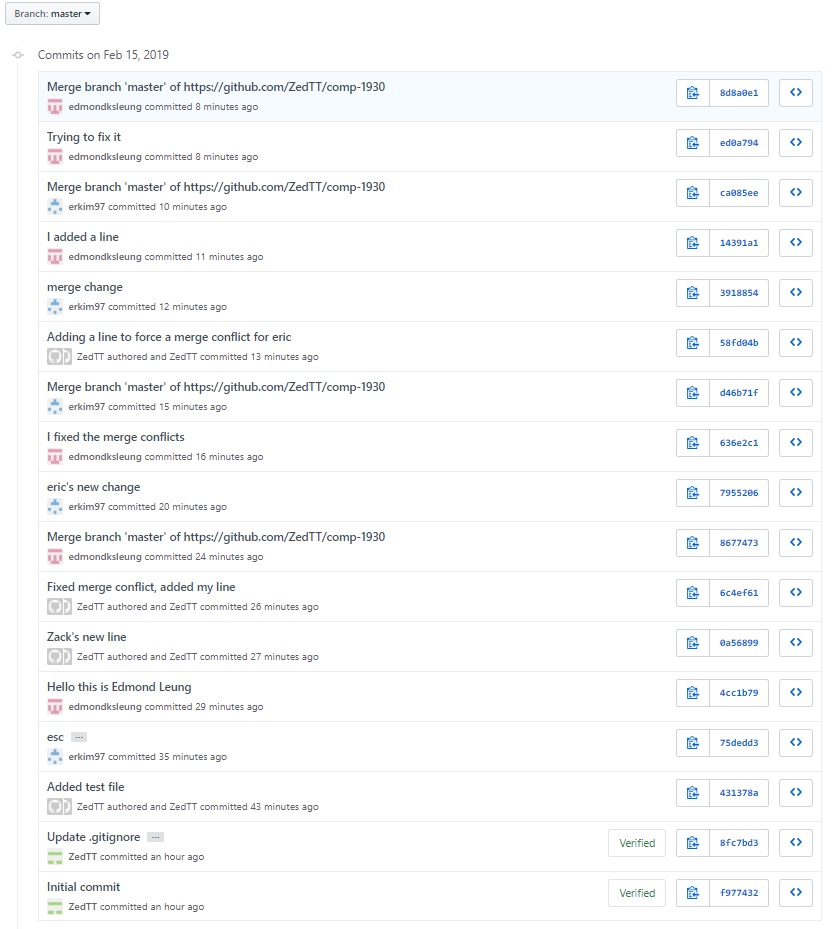 Branch: master
Commits on Feb 15, 2019
Merge branch 'master' of https://github.com/ZedTT/comp-1930
8d8a0e1
edmondksleung committed 8 minutes ago
Trying to fix it
ed0a794
edmondksleung committed 8 minutes ago
Merge branch 'master' of https://github.com/ZedTT/comp-1930
ca085ee
erkim97 committed 10 minutes ago
I added a line
14391a1
edmondksleung committed 11 minutes ago
merge change
3918854
erkim97 committed 12 minutes ago
Adding a line to force a merge conflict for eric
58fd04b
ZedTT authored and ZedTT committed 13 minutes ago
Merge branch 'master' of https://github.com/ZedTT/comp-1930
d46b71f
erkim97 committed 15 minutes ago
I fixed the merge conflicts
636e2c1
edmondksleung committed 16 minutes ago
eric's new change
7955206
erkim97 committed 20 minutes ago
Merge branch 'master' of https://github.com/ZedTT/comp-1930
8677473
edmondksleung committed 24 minutes ago
Fixed merge conflict, added my line
6c4ef61
ZedTT authored and ZedTT committed 26 minutes ago
Zack's new line
0a56899
ZedTT authored and ZedTT committed 27 minutes ago
Hello this is Edmond Leung
4cc1b79
edmondksleung committed 29 minutes ago
esc ...
75dedd3
erkim97 committed 35 minutes ago
Added test file
431378a
ZedTT authored and ZedTT committed 43 minutes ago
Update .gitignore ...
Verified 8fc7bd3
ZedTT committed an hour ago
Initial commit
Verified f977432
ZedTT committed an hour ago